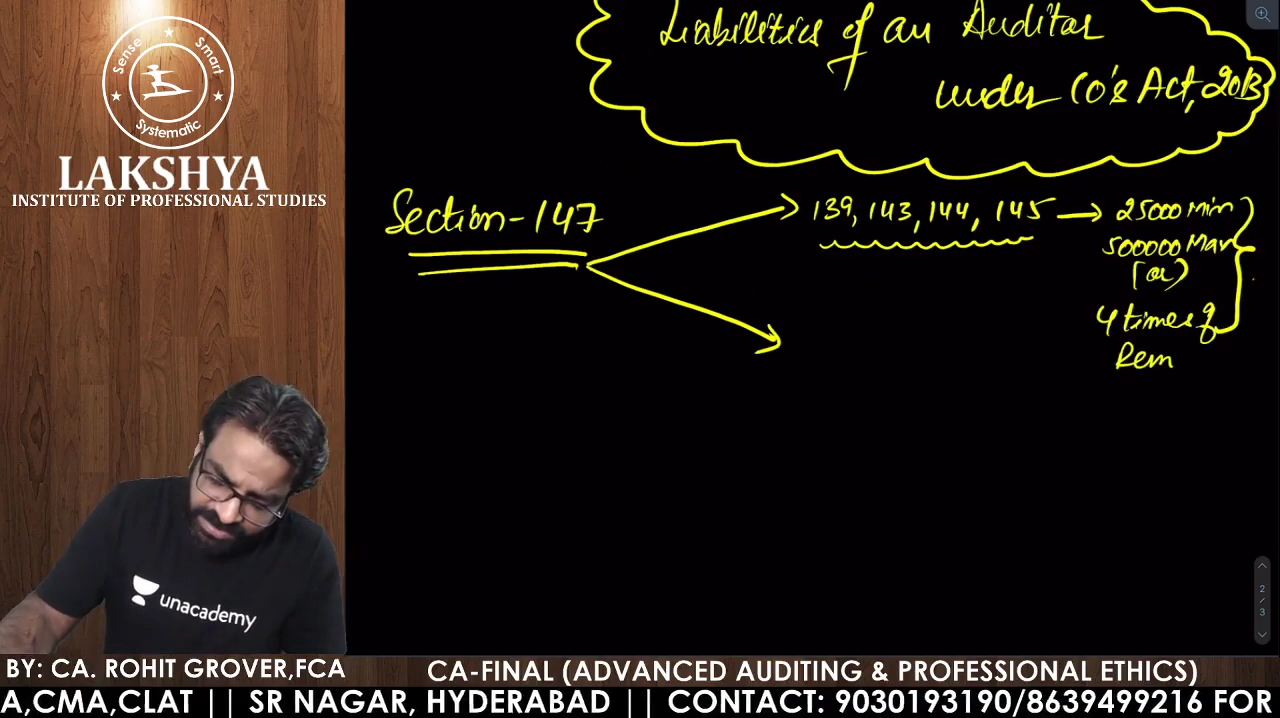 Liabilities of an Auditor
under Co's Act, 2013
Sense
Smart
Systematic
LAKSHYA
INSTITUTE OF PROFESSIONAL STUDIES
Section-147
139, 143, 144, 145 → 25000 Min
500000 Max
(or)
4 times of
Rem
unacademy
2
/
3
BY: CA. ROHIT GROVER,FCA
CA-FINAL (ADVANCED AUDITING & PROFESSIONAL ETHICS)
A,CMA,CLAT || SR NAGAR, HYDERABAD || CONTACT: 9030193190/8639499216 FOR